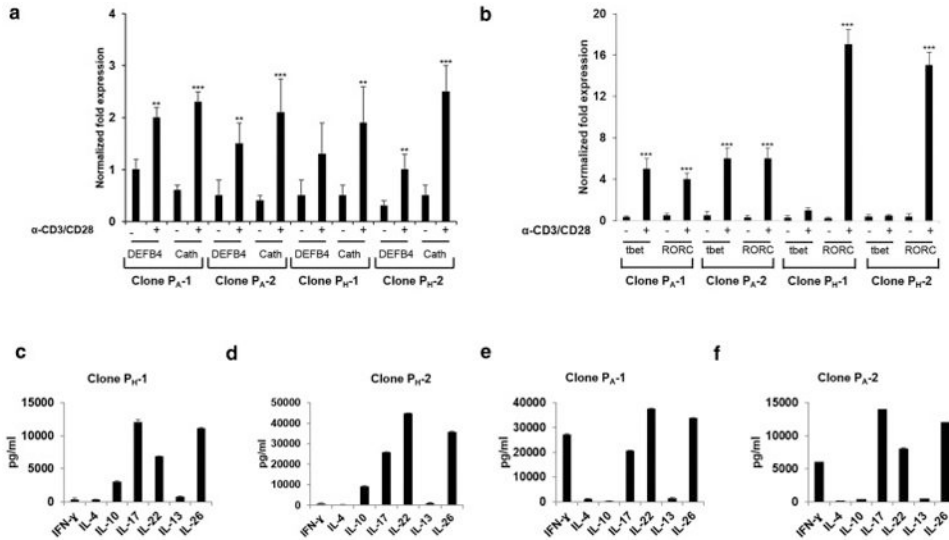 a
Normalized fold expression
4
3
2
1
0
** *** ** *** ** ** ***
α-CD3/CD28 - + - + - + - + - + - + - + - +
DEFB4 Cath DEFB4 Cath DEFB4 Cath DEFB4 Cath
Clone PA-1 Clone PA-2 Clone PH-1 Clone PH-2
b
Normalized fold expression
20
16
12
8
4
0
*** *** *** *** *** ***
α-CD3/CD28 - + - + - + - + - + - + - + - +
tbet RORC tbet RORC tbet RORC tbet RORC
Clone PA-1 Clone PA-2 Clone PH-1 Clone PH-2
c
Clone PH-1
pg/ml
15000
10000
5000
0
IFN-γ IL-4 IL-10 IL-17 IL-22 IL-13 IL-26
d
Clone PH-2
pg/ml
50000
40000
30000
20000
10000
0
IFN-γ IL-4 IL-10 IL-17 IL-22 IL-13 IL-26
e
Clone PA-1
pg/ml
40000
30000
20000
10000
0
IFN-γ IL-4 IL-10 IL-17 IL-22 IL-13 IL-26
f
Clone PA-2
pg/ml
15000
10000
5000
0
IFN-γ IL-4 IL-10 IL-17 IL-22 IL-13 IL-26